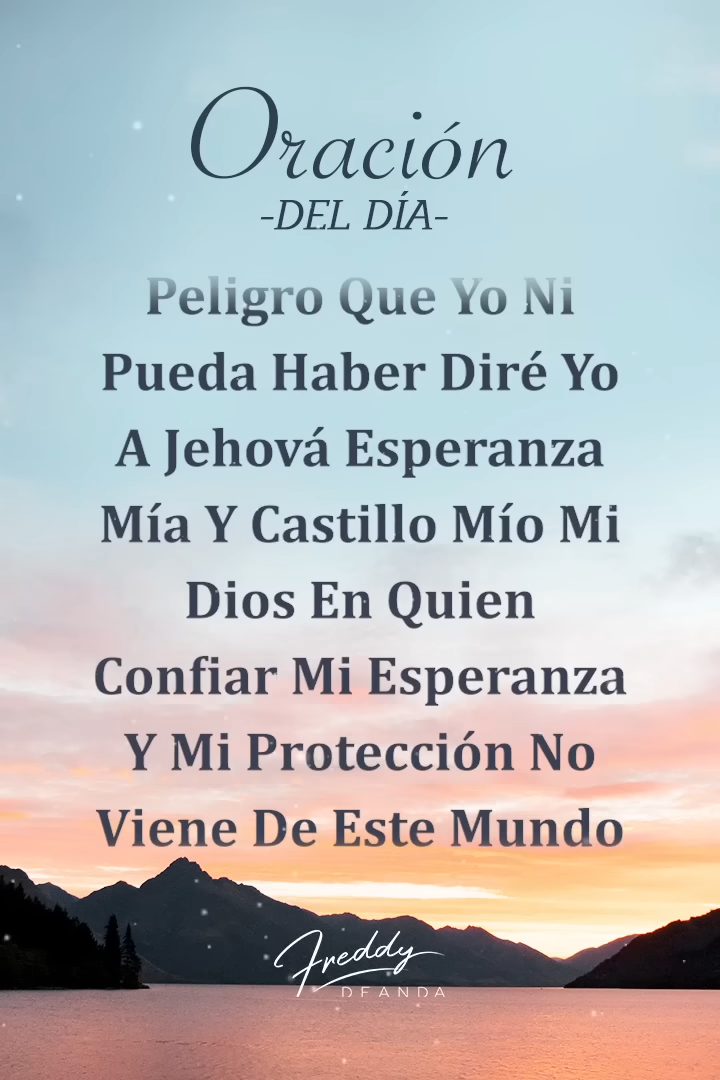 Oración
-DEL DÍA-
Peligro Que Yo Ni
Pueda Haber Diré Yo
A Jehová Esperanza
Mía Y Castillo Mío Mi
Dios En Quien
Confiar Mi Esperanza
Y Mi Protección No
Viene De Este Mundo
Freddy
DEANDA